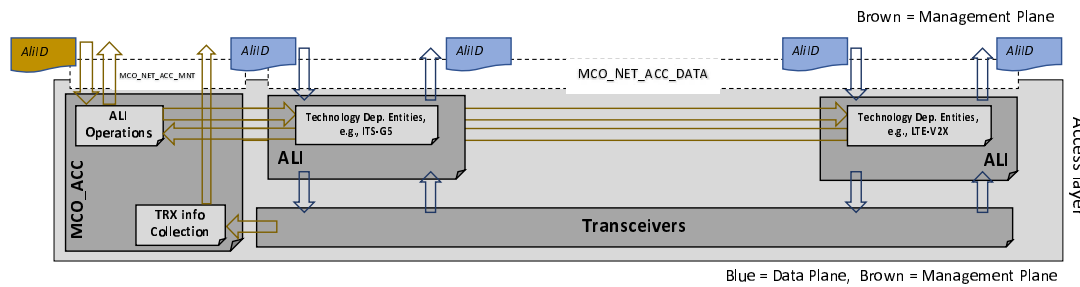 Brown = Management Plane
AliID
AliID
AliID
AliID
AliID
MCO_NET_ACC_MNT
MCO_NET_ACC_DATA
ALI
Operations
Technology Dep. Entities,
e.g., ITS-G5
Technology Dep. Entities,
e.g., LTE-V2X
ALI
ALI
MCO_ACC
Access layer
TRX info
Collection
Transceivers
Blue = Data Plane, Brown = Management Plane